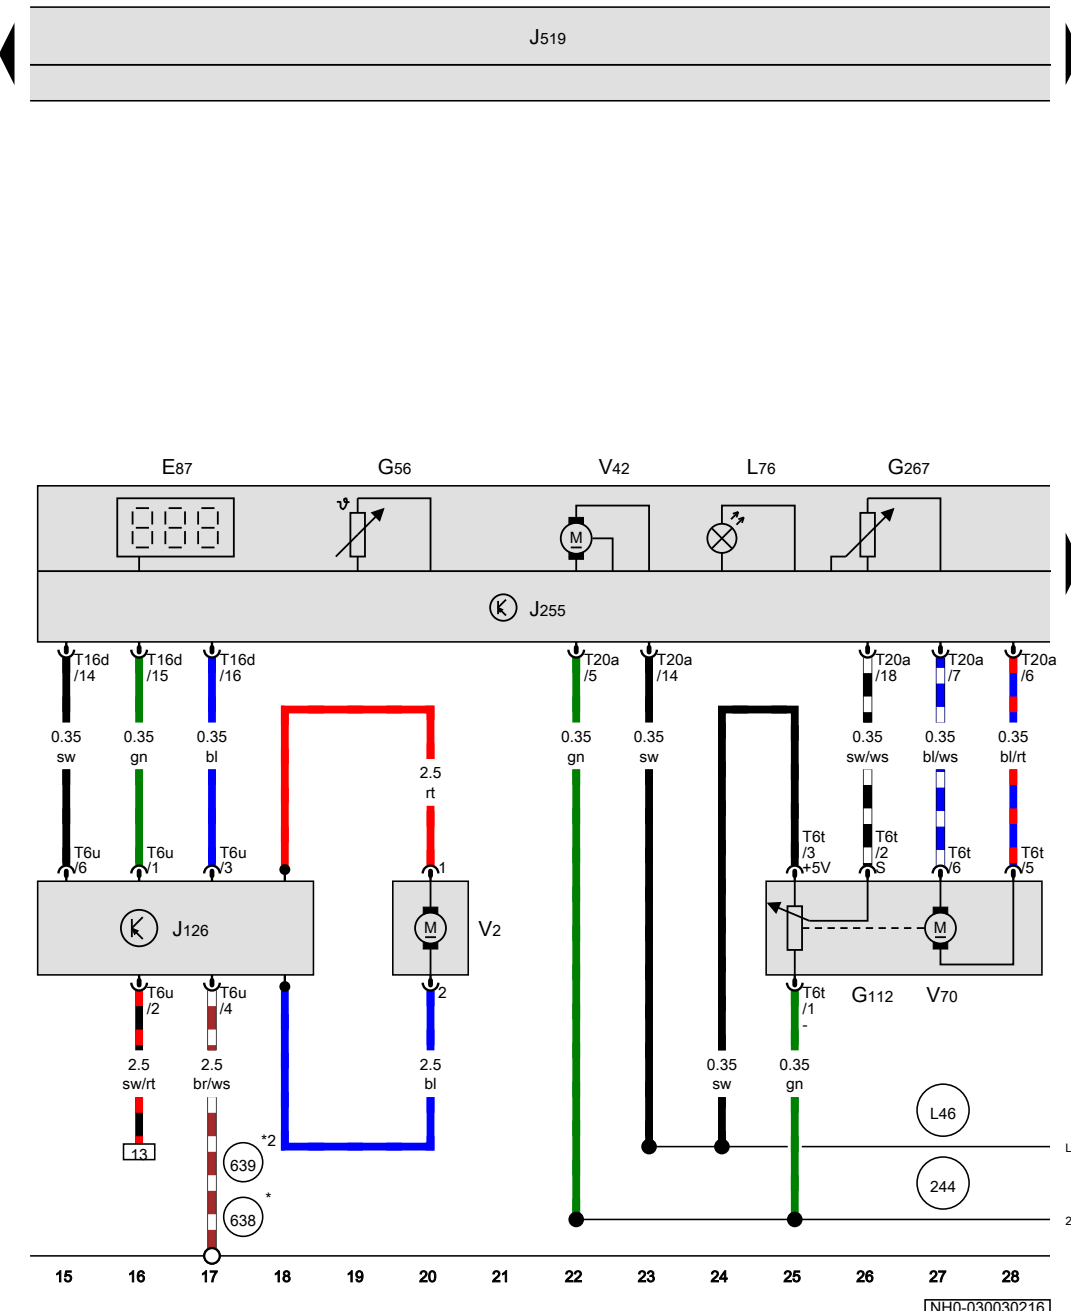 J519
E87 G56 V42 L76 G267
ϑ
M
J255
T16d /14
T16d /15
T16d /16
T20a /5
T20a /14
T20a /18
T20a /7
T20a /6
0.35 sw
0.35 gn
0.35 bl
2.5 rt
0.35 gn
0.35 sw
0.35 sw/ws
0.35 bl/ws
0.35 bl/rt
T6u /6
T6u /1
T6u /3
1
T6t /3 +5V
T6t /2 S
T6t /6
T6t /5
J126
M
V2
M
T6u /2
T6u /4
2
T6t /1 -
G112 V70
2.5 sw/rt
2.5 br/ws
2.5 bl
0.35 sw
0.35 gn
L46
13
639 *2
L
244
638 *
2
15 16 17 18 19 20 21 22 23 24 25 26 27 28
NH0-030030216